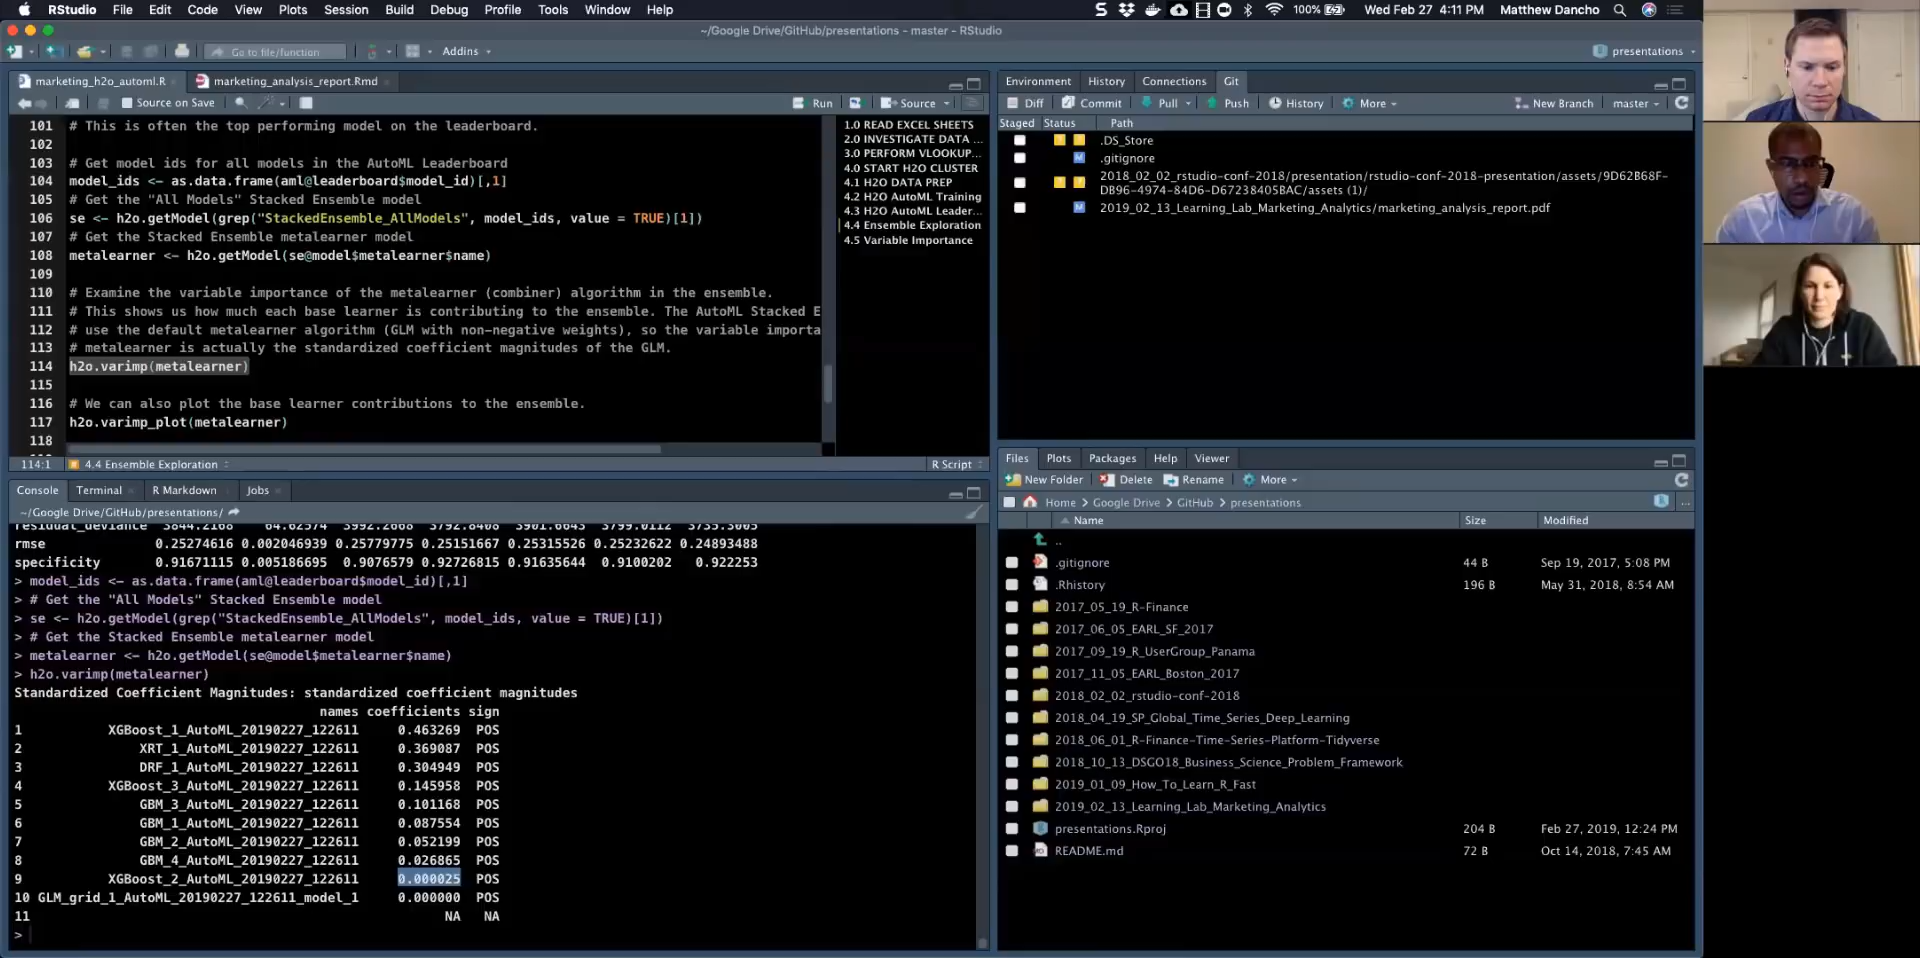 RStudio File Edit Code View Plots Session Build Debug Profile Tools Window Help 100% Wed Feb 27 4:11 PM Matthew Dancho
~/Google Drive/GitHub/presentations - master - RStudio
Go to file/function Addins presentations
marketing_h2o_automl.R marketing_analysis_report.Rmd
Source on Save Run Source
101 # This is often the top performing model on the leaderboard.
102
103 # Get model ids for all models in the AutoML Leaderboard
104 model_ids <- as.data.frame(aml@leaderboard$model_id)[,1]
105 # Get the "All Models" Stacked Ensemble model
106 se <- h2o.getModel(grep("StackedEnsemble_AllModels", model_ids, value = TRUE)[1])
107 # Get the Stacked Ensemble metalearner model
108 metalearner <- h2o.getModel(se@model$metalearner$name)
109
110 # Examine the variable importance of the metalearner (combiner) algorithm in the ensemble.
111 # This shows us how much each base learner is contributing to the ensemble. The AutoML Stacked E
112 # use the default metalearner algorithm (GLM with non-negative weights), so the variable importa
113 # metalearner is actually the standardized coefficient magnitudes of the GLM.
114 h2o.varimp(metalearner)
115
116 # We can also plot the base learner contributions to the ensemble.
117 h2o.varimp_plot(metalearner)
118
1.0 READ EXCEL SHEETS
2.0 INVESTIGATE DATA ...
3.0 PERFORM VLOOKUP...
4.0 START H2O CLUSTER
4.1 H2O DATA PREP
4.2 H2O AutoML Training
4.3 H2O AutoML Leader...
4.4 Ensemble Exploration
4.5 Variable Importance
114:1 4.4 Ensemble Exploration R Script
Console Terminal R Markdown Jobs
~/Google Drive/GitHub/presentations/
residual_deviance 3844.2168 64.62574 3992.2668 3792.8408 3901.6643 3799.0112 3735.3005
rmse 0.25274616 0.002046939 0.25779775 0.25151667 0.25315526 0.25232622 0.24893488
specificity 0.91671115 0.005186695 0.9076579 0.92726815 0.91635644 0.9100202 0.922253
> model_ids <- as.data.frame(aml@leaderboard$model_id)[,1]
> # Get the "All Models" Stacked Ensemble model
> se <- h2o.getModel(grep("StackedEnsemble_AllModels", model_ids, value = TRUE)[1])
> # Get the Stacked Ensemble metalearner model
> metalearner <- h2o.getModel(se@model$metalearner$name)
> h2o.varimp(metalearner)
Standardized Coefficient Magnitudes: standardized coefficient magnitudes
names coefficients sign
1 XGBoost_1_AutoML_20190227_122611 0.463269 POS
2 XRT_1_AutoML_20190227_122611 0.369087 POS
3 DRF_1_AutoML_20190227_122611 0.304949 POS
4 XGBoost_3_AutoML_20190227_122611 0.145958 POS
5 GBM_3_AutoML_20190227_122611 0.101168 POS
6 GBM_1_AutoML_20190227_122611 0.087554 POS
7 GBM_2_AutoML_20190227_122611 0.052199 POS
8 GBM_4_AutoML_20190227_122611 0.026865 POS
9 XGBoost_2_AutoML_20190227_122611 0.000025 POS
10 GLM_grid_1_AutoML_20190227_122611_model_1 0.000000 POS
11 NA NA
>
Environment History Connections Git
Diff Commit Pull Push History More New Branch master
Staged Status Path
.DS_Store
.gitignore
2018_02_02_rstudio-conf-2018/presentation/rstudio-conf-2018-presentation/assets/9D62B68F-
DB96-4974-84D6-D67238405BAC/assets (1)/
2019_02_13_Learning_Lab_Marketing_Analytics/marketing_analysis_report.pdf
Files Plots Packages Help Viewer
New Folder Delete Rename More
Home > Google Drive > GitHub > presentations
Name Size Modified
..
.gitignore 44 B Sep 19, 2017, 5:08 PM
.Rhistory 196 B May 31, 2018, 8:54 AM
2017_05_19_R-Finance
2017_06_05_EARL_SF_2017
2017_09_19_R_UserGroup_Panama
2017_11_05_EARL_Boston_2017
2018_02_02_rstudio-conf-2018
2018_04_19_SP_Global_Time_Series_Deep_Learning
2018_06_01_R-Finance-Time-Series-Platform-Tidyverse
2018_10_13_DSGO18_Business_Science_Problem_Framework
2019_01_09_How_To_Learn_R_Fast
2019_02_13_Learning_Lab_Marketing_Analytics
presentations.Rproj 204 B Feb 27, 2019, 12:24 PM
README.md 72 B Oct 14, 2018, 7:45 AM